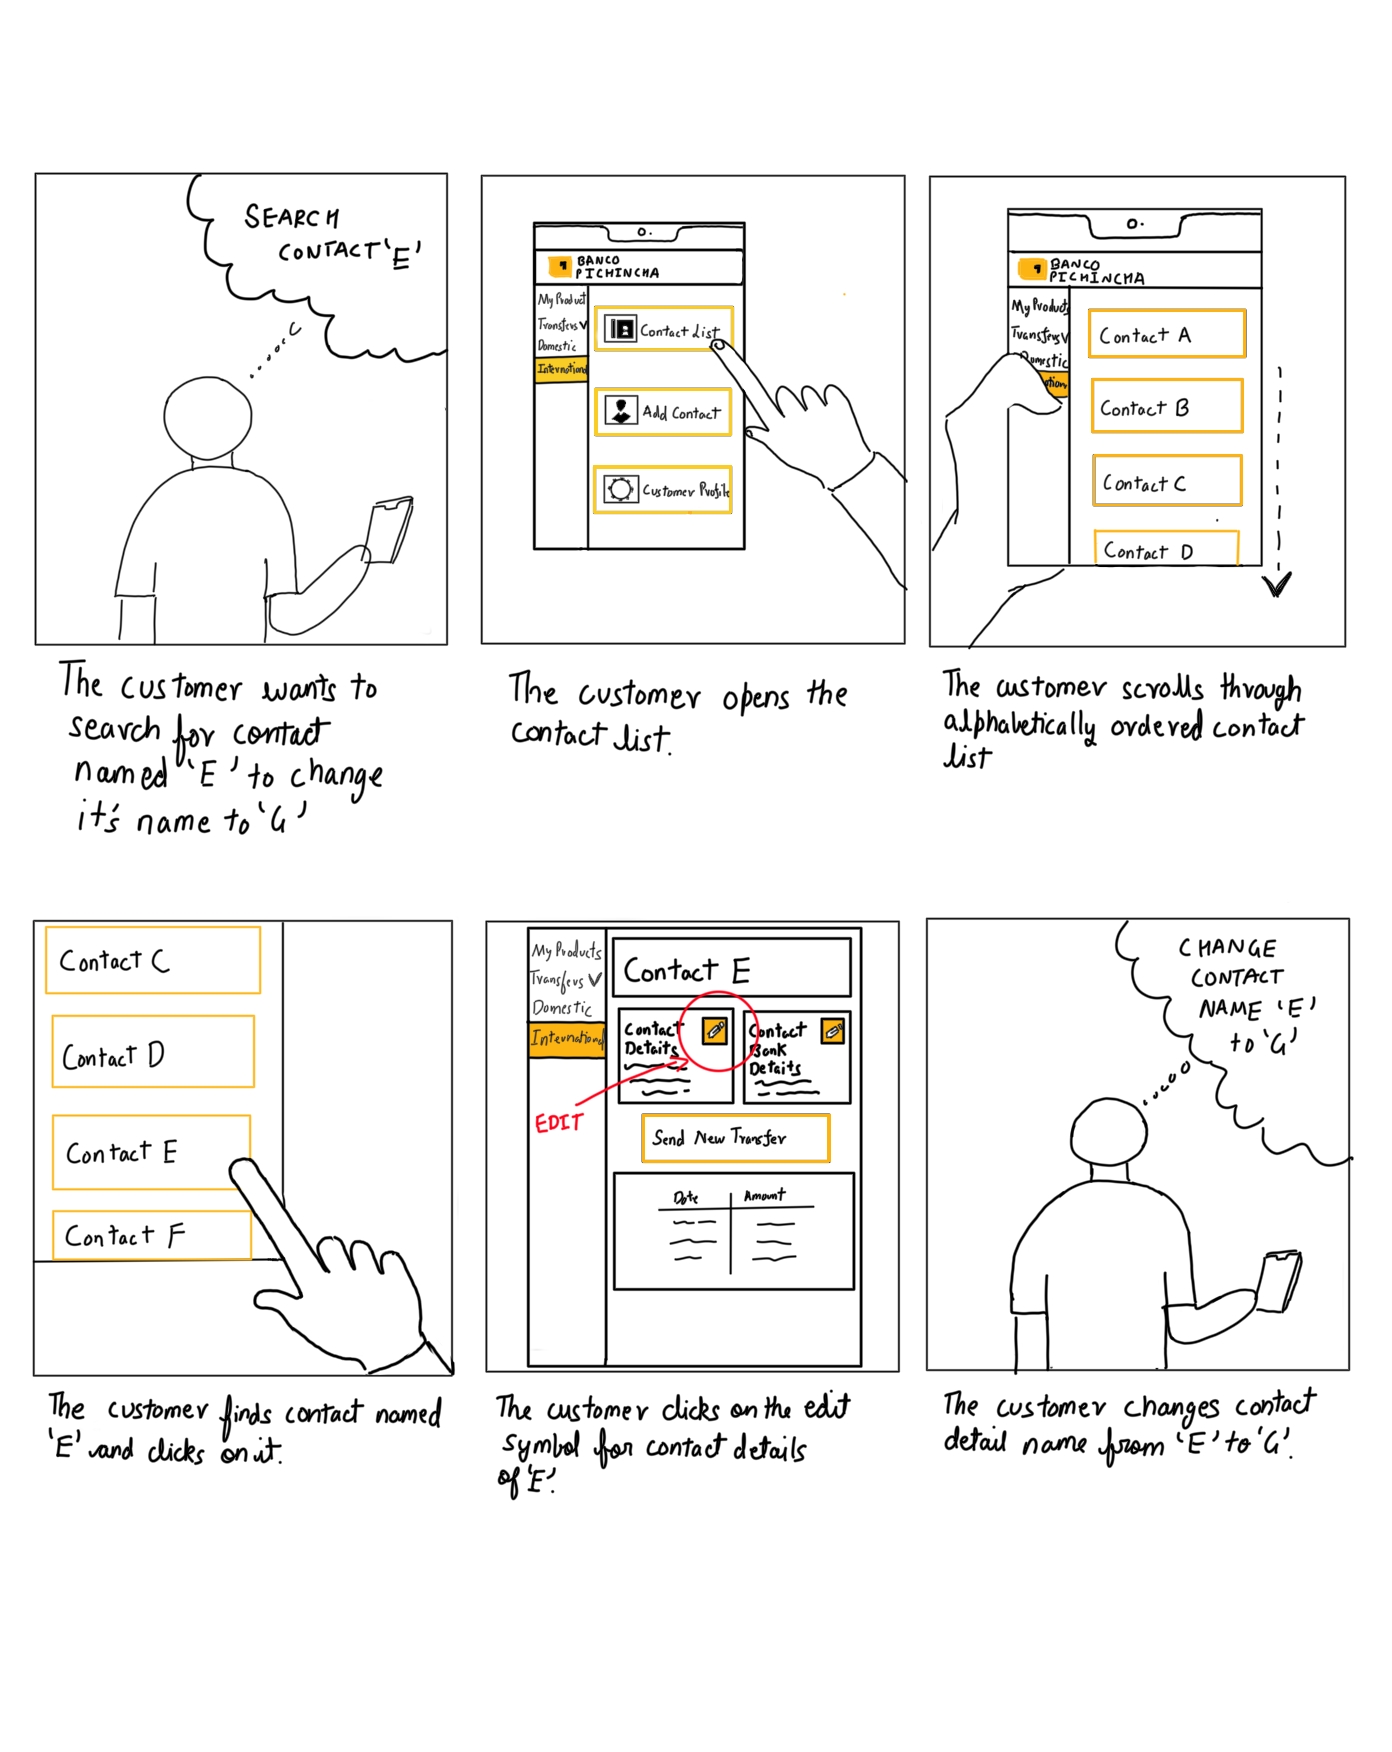 SEARCH
CONTACT 'E'
The customer wants to
search for contact
named 'E' to change
it's name to 'G'
BANCO
PICHINCHA
My Product
Transfers
Domestic
Internationa
Contact List
Add Contact
Customer Profile
The customer opens the
contact list.
BANCO
PICHINCHA
My Products
Transfers
Domestic
ation
Contact A
Contact B
Contact C
Contact D
The customer scrolls through
alphabetically ordered contact
list
Contact C
Contact D
Contact E
Contact F
The customer finds contact named
'E' and clicks on it.
My Products
Transfers
Domestic
International
Contact E
Contact
Details
Contact
Bank
Details
EDIT
Send New Transfer
Date Amount
The customer clicks on the edit
symbol for contact details
of 'E'.
CHANGE
CONTACT
NAME 'E'
to 'G'
The customer changes contact
detail name from 'E' to 'G'.